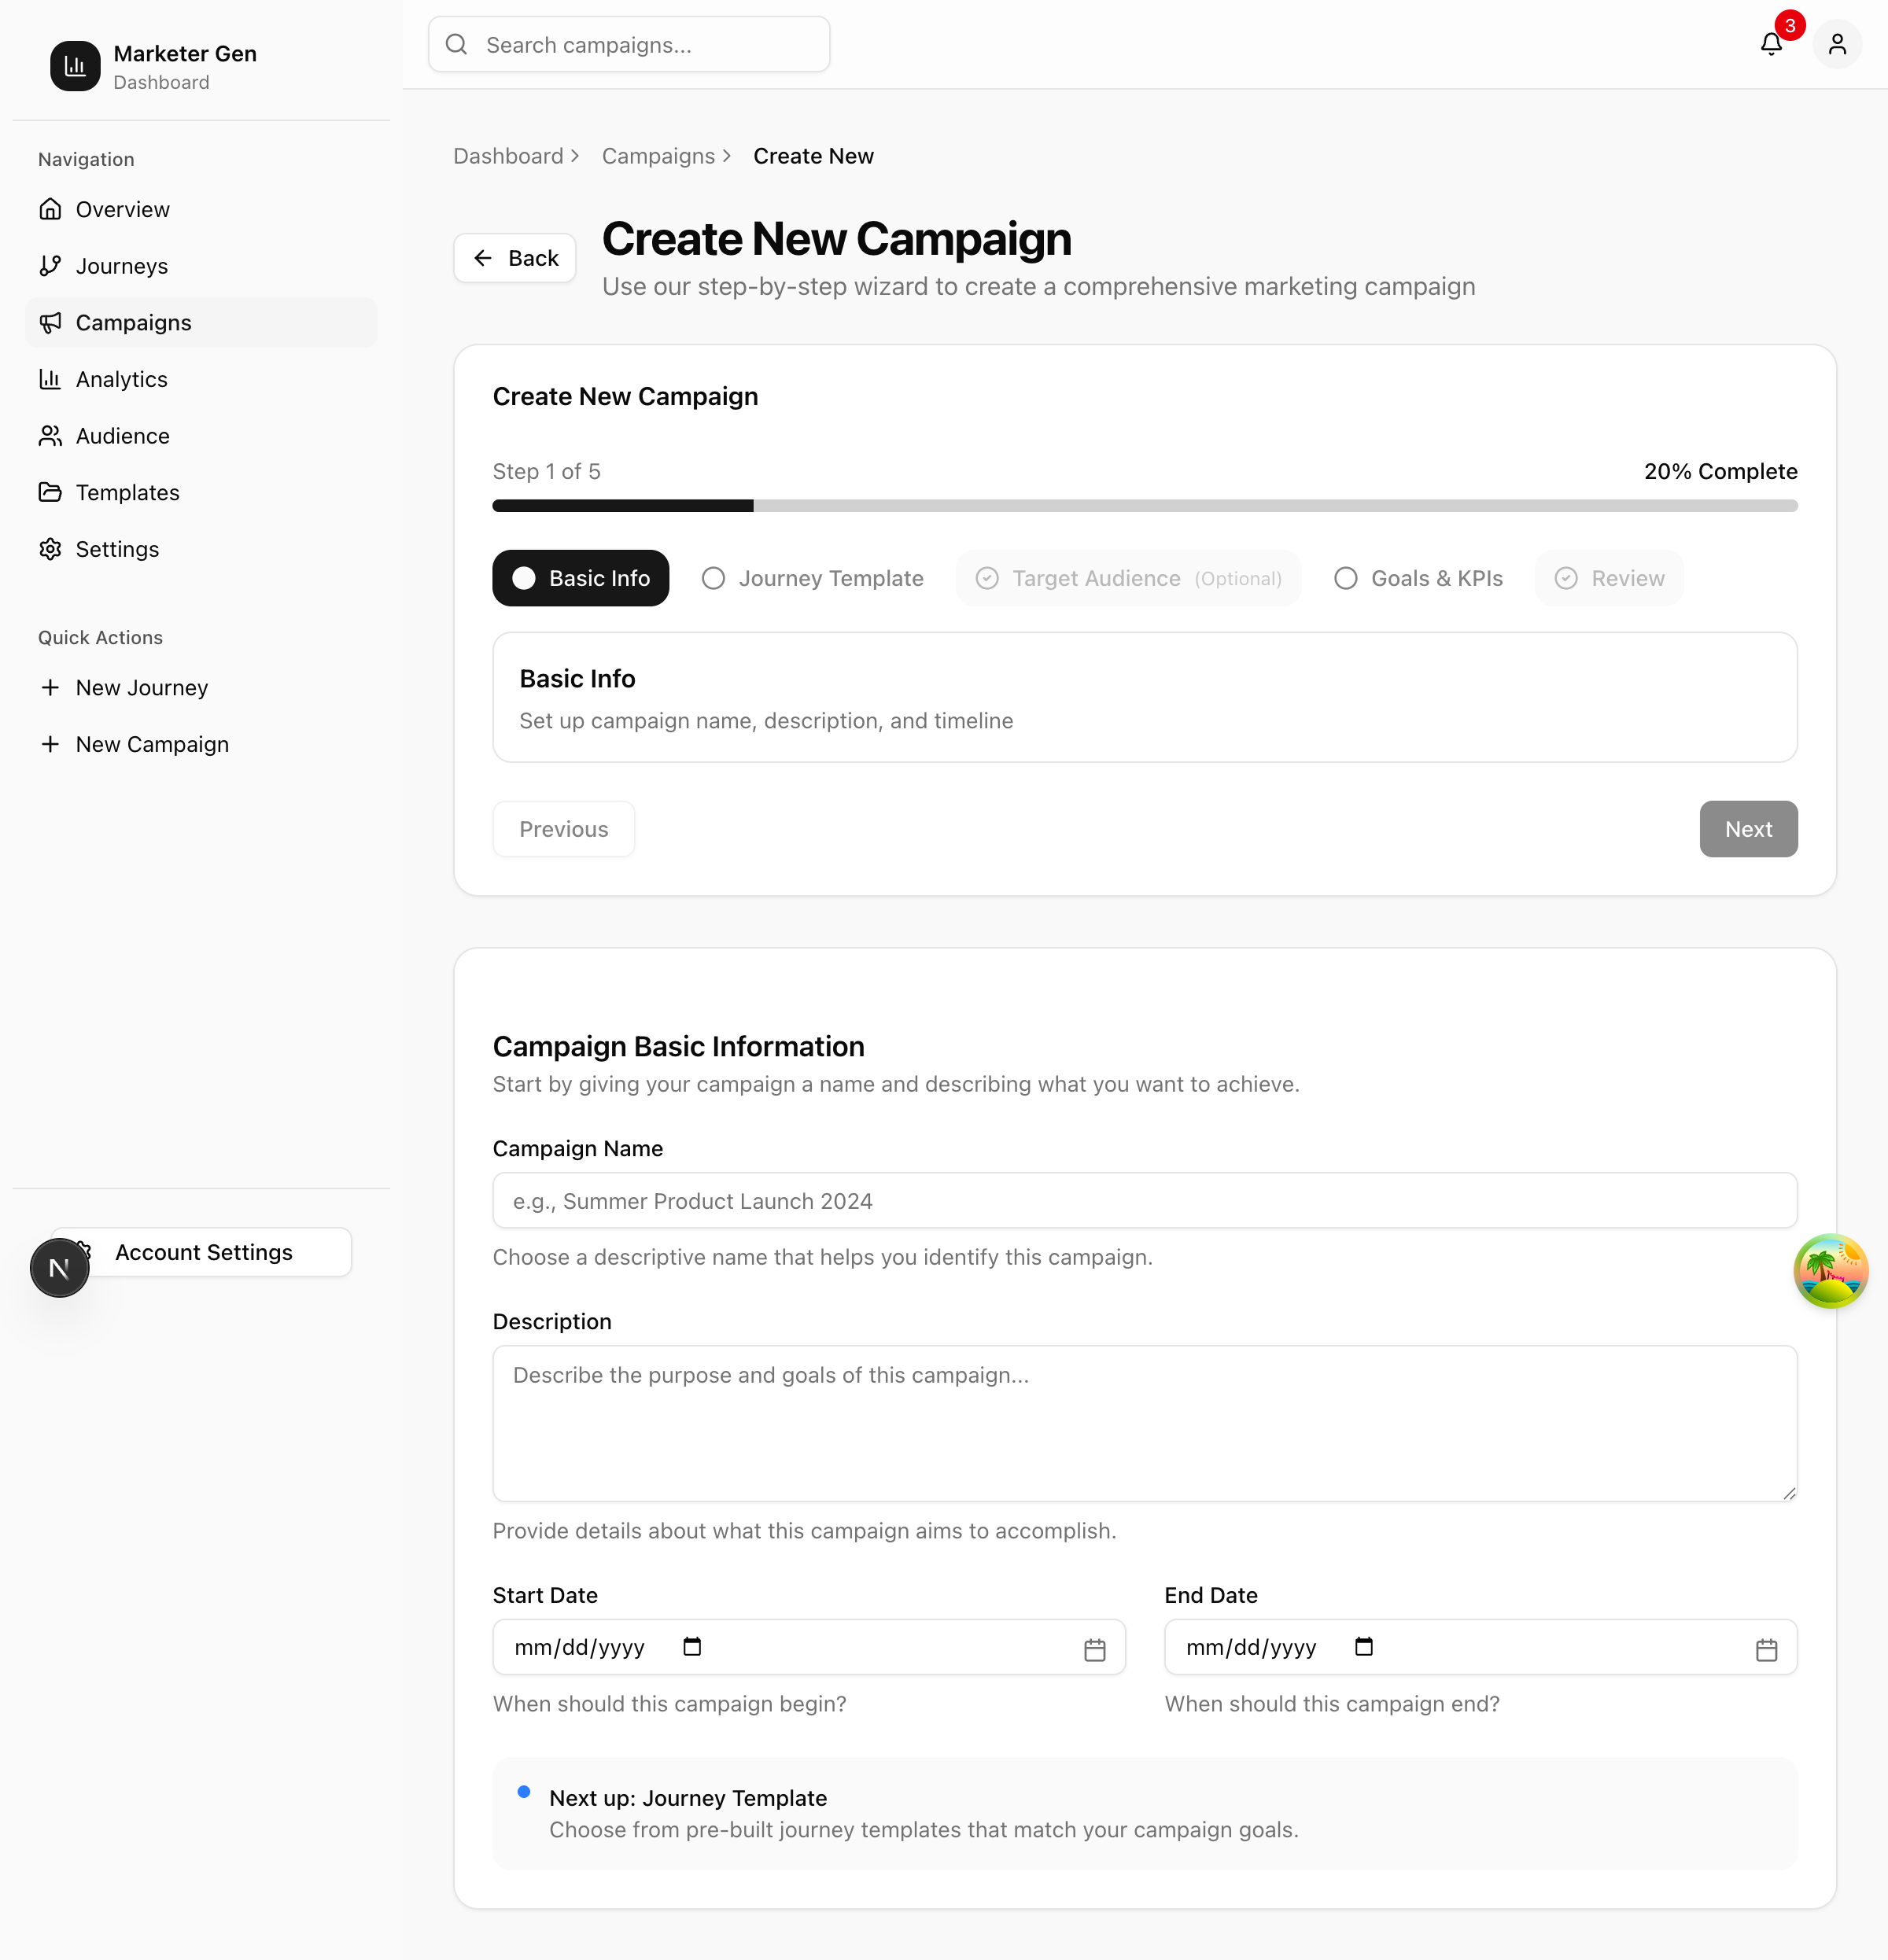 Marketer Gen
Dashboard
Navigation
Overview
Journeys
Campaigns
Analytics
Audience
Templates
Settings
Quick Actions
New Journey
New Campaign
Account Settings
N
Search campaigns...
3
Dashboard
Campaigns
Create New
Back
Create New Campaign
Use our step-by-step wizard to create a comprehensive marketing campaign
Create New Campaign
Step 1 of 5
20% Complete
Basic Info
Journey Template
Target Audience (Optional)
Goals & KPIs
Review
Basic Info
Set up campaign name, description, and timeline
Previous
Next
Campaign Basic Information
Start by giving your campaign a name and describing what you want to achieve.
Campaign Name
e.g., Summer Product Launch 2024
Choose a descriptive name that helps you identify this campaign.
Description
Describe the purpose and goals of this campaign...
Provide details about what this campaign aims to accomplish.
Start Date
mm/dd/yyyy
When should this campaign begin?
End Date
mm/dd/yyyy
When should this campaign end?
Next up: Journey Template
Choose from pre-built journey templates that match your campaign goals.